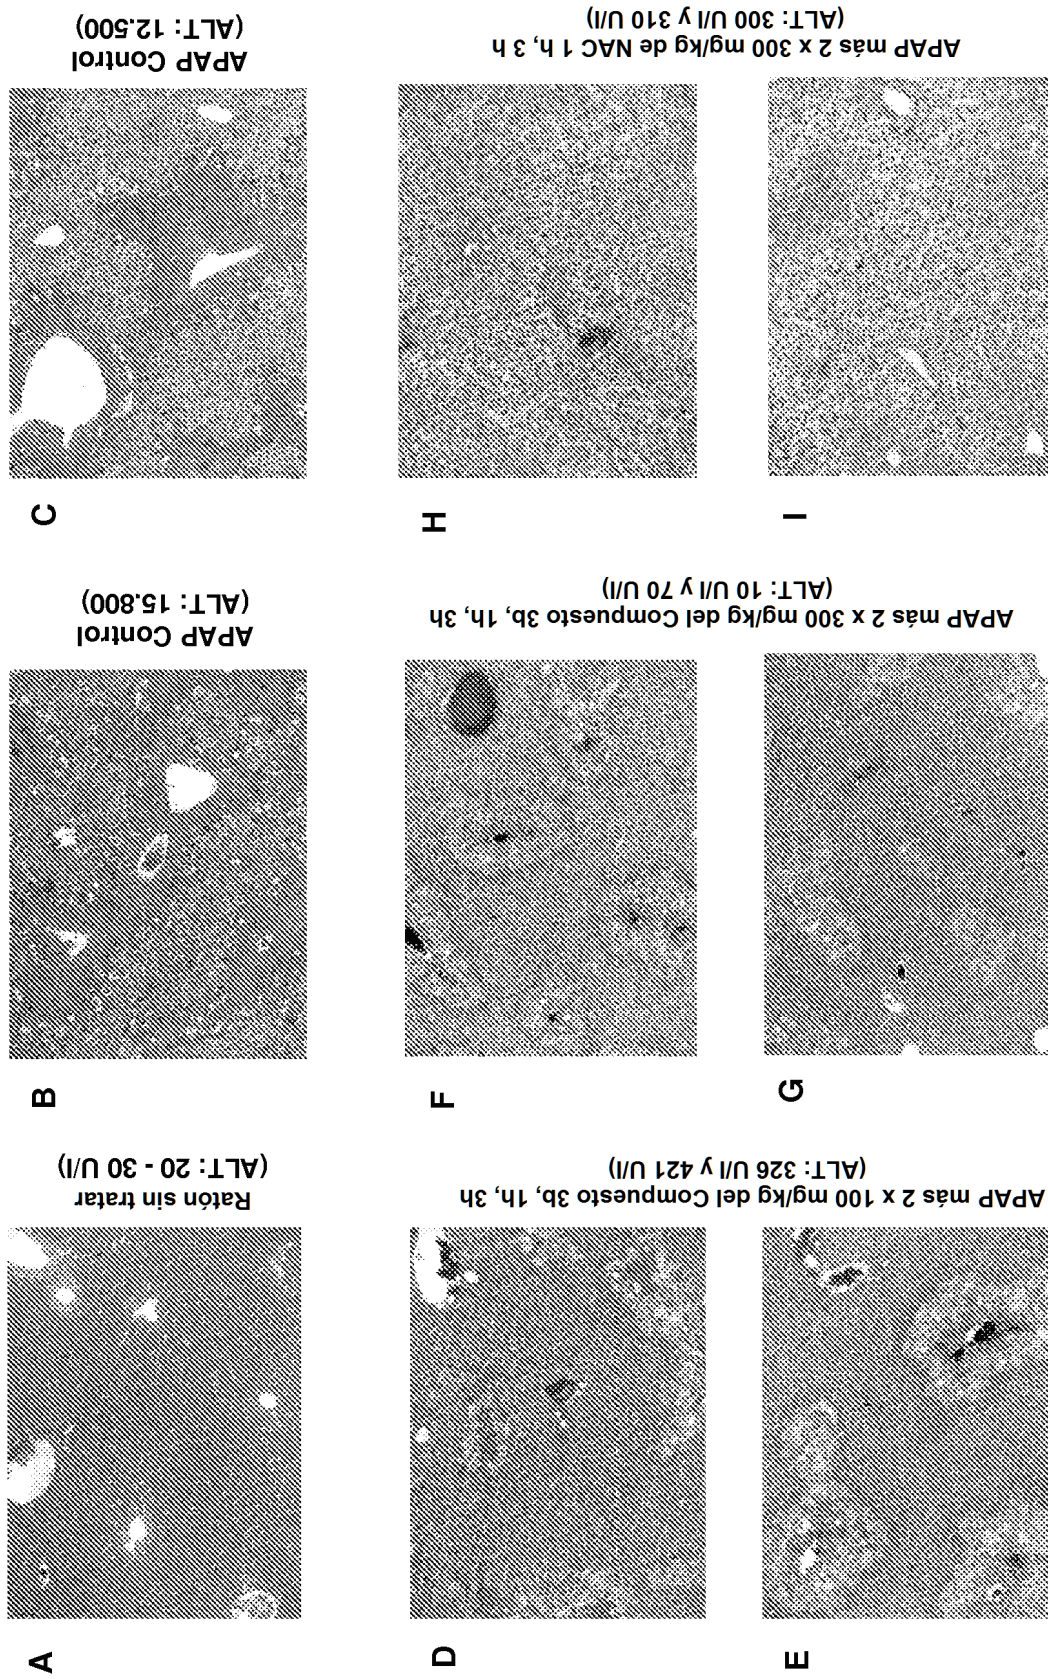 A
Ratón sin tratar
(ALT: 20 - 30 U/l)
B
APAP Control
(ALT: 15.800)
C
APAP Control
(ALT: 12.500)
D
E
APAP más 2 x 100 mg/kg del Compuesto 3b, 1h, 3h
(ALT: 326 U/l y 421 U/l)
F
G
APAP más 2 x 300 mg/kg del Compuesto 3b, 1h, 3h
(ALT: 10 U/l y 70 U/l)
H
I
APAP más 2 x 300 mg/kg de NAC 1 h, 3 h
(ALT: 300 U/l y 310 U/l)